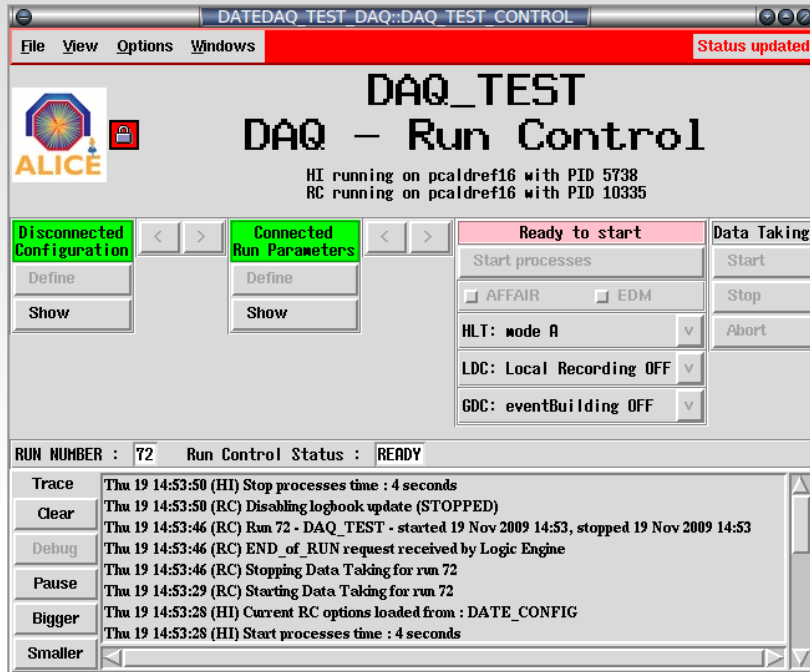 DATEDAQ_TEST_DAQ::DAQ_TEST_CONTROL
File View Options Windows Status updated
DAQ_TEST
DAQ – Run Control
ALICE
HI running on pcaldref16 with PID 5738
RC running on pcaldref16 with PID 10335
Disconnected
Configuration
< >
Define
Show
Connected
Run Parameters
< >
Define
Show
Ready to start
Start processes
AFFAIR EDM
HLT: mode A v
LDC: Local Recording OFF v
GDC: eventBuilding OFF v
Data Taking
Start
Stop
Abort
RUN NUMBER : 72 Run Control Status : READY
Trace
Clear
Debug
Pause
Bigger
Smaller
Thu 19 14:53:50 (HI) Stop processes time : 4 seconds
Thu 19 14:53:50 (RC) Disabling logbook update (STOPPED)
Thu 19 14:53:46 (RC) Run 72 - DAQ_TEST - started 19 Nov 2009 14:53, stopped 19 Nov 2009 14:53
Thu 19 14:53:46 (RC) END_of_RUN request received by Logic Engine
Thu 19 14:53:46 (RC) Stopping Data Taking for run 72
Thu 19 14:53:29 (RC) Starting Data Taking for run 72
Thu 19 14:53:28 (HI) Current RC options loaded from : DATE_CONFIG
Thu 19 14:53:28 (HI) Start processes time : 4 seconds